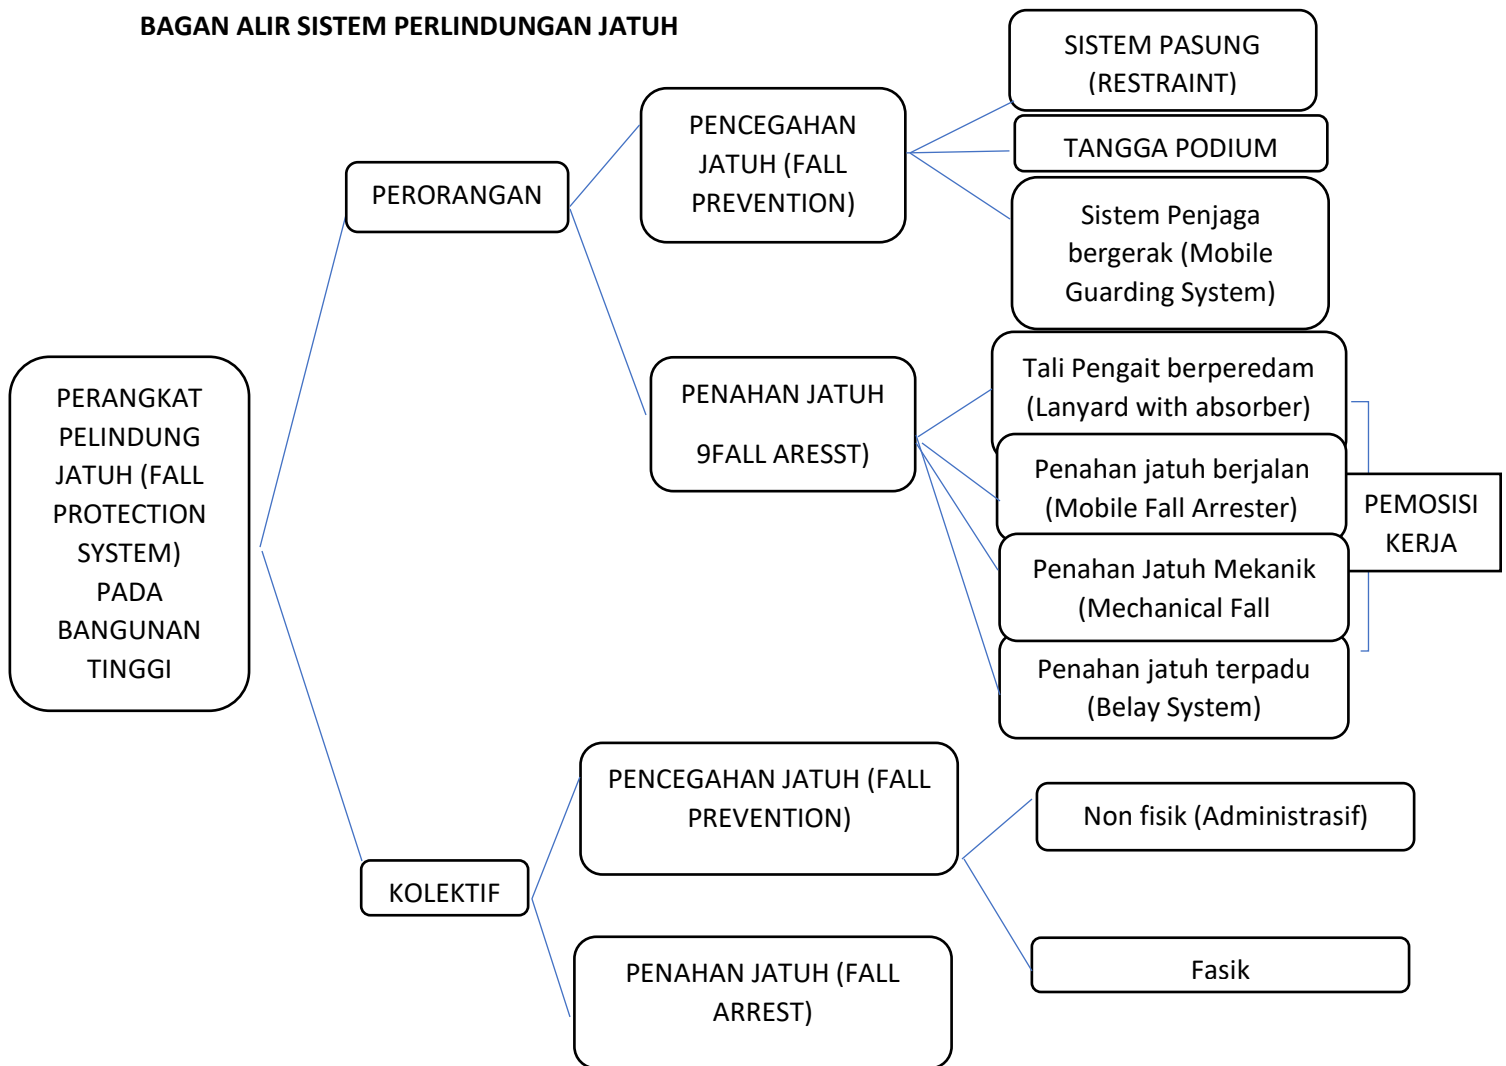 BAGAN ALIR SISTEM PERLINDUNGAN JATUH
PERANGKAT
PELINDUNG
JATUH (FALL
PROTECTION
SYSTEM)
PADA
BANGUNAN
TINGGI
PERORANGAN
PENCEGAHAN
JATUH (FALL
PREVENTION)
SISTEM PASUNG
(RESTRAINT)
TANGGA PODIUM
Sistem Penjaga
bergerak (Mobile
Guarding System)
PENAHAN JATUH
9FALL ARESST)
Tali Pengait berperedam
(Lanyard with absorber)
Penahan jatuh berjalan
(Mobile Fall Arrester)
Penahan Jatuh Mekanik
(Mechanical Fall
Penahan jatuh terpadu
(Belay System)
PEMOSISI
KERJA
KOLEKTIF
PENCEGAHAN JATUH (FALL
PREVENTION)
Non fisik (Administrasif)
Fasik
PENAHAN JATUH (FALL
ARREST)